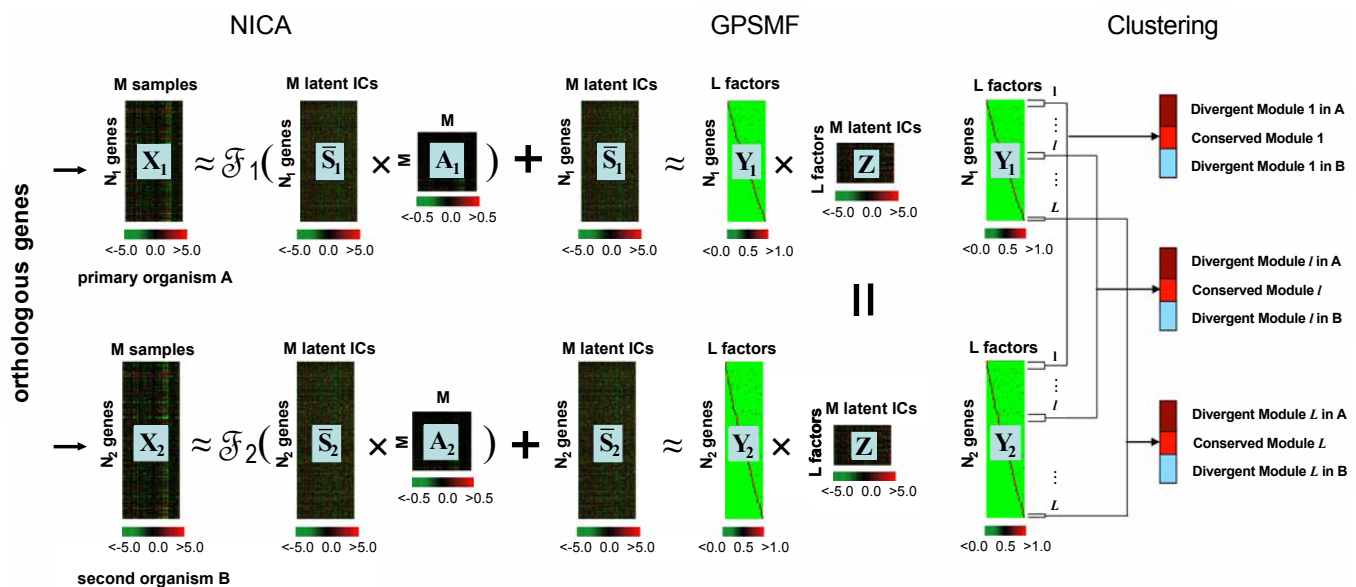 NICA
GPSMF
Clustering
orthologous genes
M samples
N1 genes
X1
<-5.0 0.0 >5.0
primary organism A
≈ ℱ1(
M latent ICs
N1 genes
S̅1
<-5.0 0.0 >5.0
×
M
M
A1
<-0.5 0.0 >0.5
) +
M latent ICs
N1 genes
S̅1
<-5.0 0.0 >5.0
≈
L factors
N1 genes
Y1
<0.0 0.5 >1.0
×
M latent ICs
L factors
Z
<-5.0 0.0 >5.0
=
M samples
N2 genes
X2
<-5.0 0.0 >5.0
second organism B
≈ ℱ2(
M latent ICs
N2 genes
S̅2
<-5.0 0.0 >5.0
×
M
M
A2
<-0.5 0.0 >0.5
) +
M latent ICs
N2 genes
S̅2
<-5.0 0.0 >5.0
≈
L factors
N2 genes
Y2
<0.0 0.5 >1.0
×
M latent ICs
L factors
Z
<-5.0 0.0 >5.0
L factors
N1 genes
Y1
<0.0 0.5 >1.0
1
⋮
l
⋮
L
L factors
N2 genes
Y2
<0.0 0.5 >1.0
1
⋮
l
⋮
L
Divergent Module 1 in A
Conserved Module 1
Divergent Module 1 in B
Divergent Module l in A
Conserved Module l
Divergent Module l in B
Divergent Module L in A
Conserved Module L
Divergent Module L in B